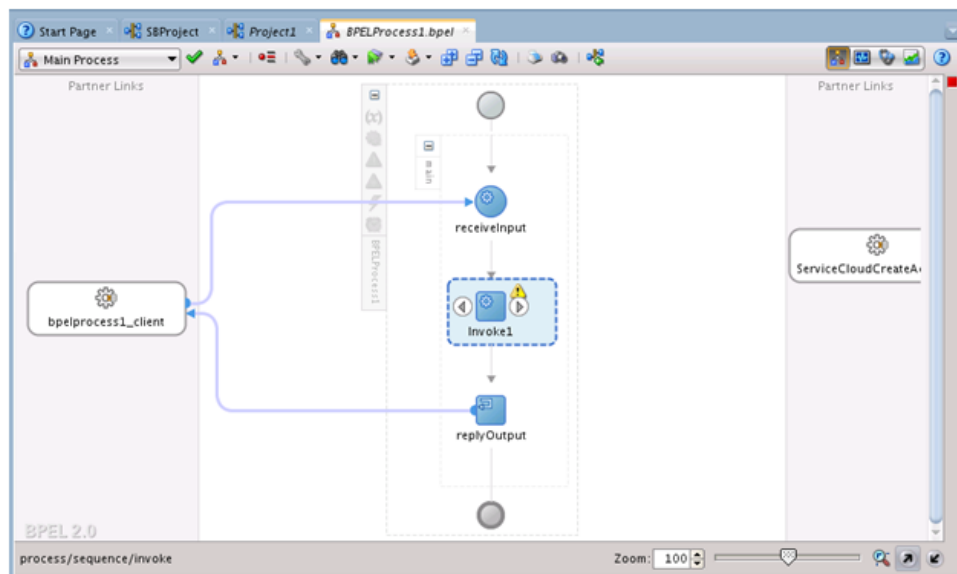 Start Page
SBProject
Project1
BPELProcess1.bpel
Main Process
Partner Links
Partner Links
(x)
main
receiveInput
BPELProcess1
ServiceCloudCreateA
bpelprocess1_client
Invoke1
replyOutput
BPEL 2.0
process/sequence/invoke
Zoom: 100